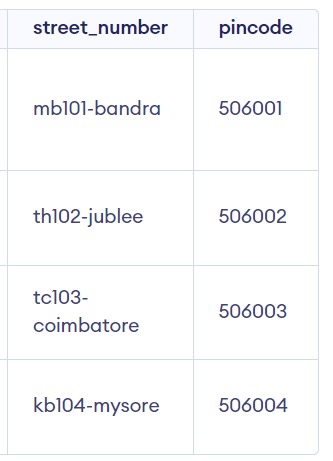 street_number pincode
mb101-bandra 506001
th102-jublee 506002
tc103-
coimbatore 506003
kb104-mysore 506004